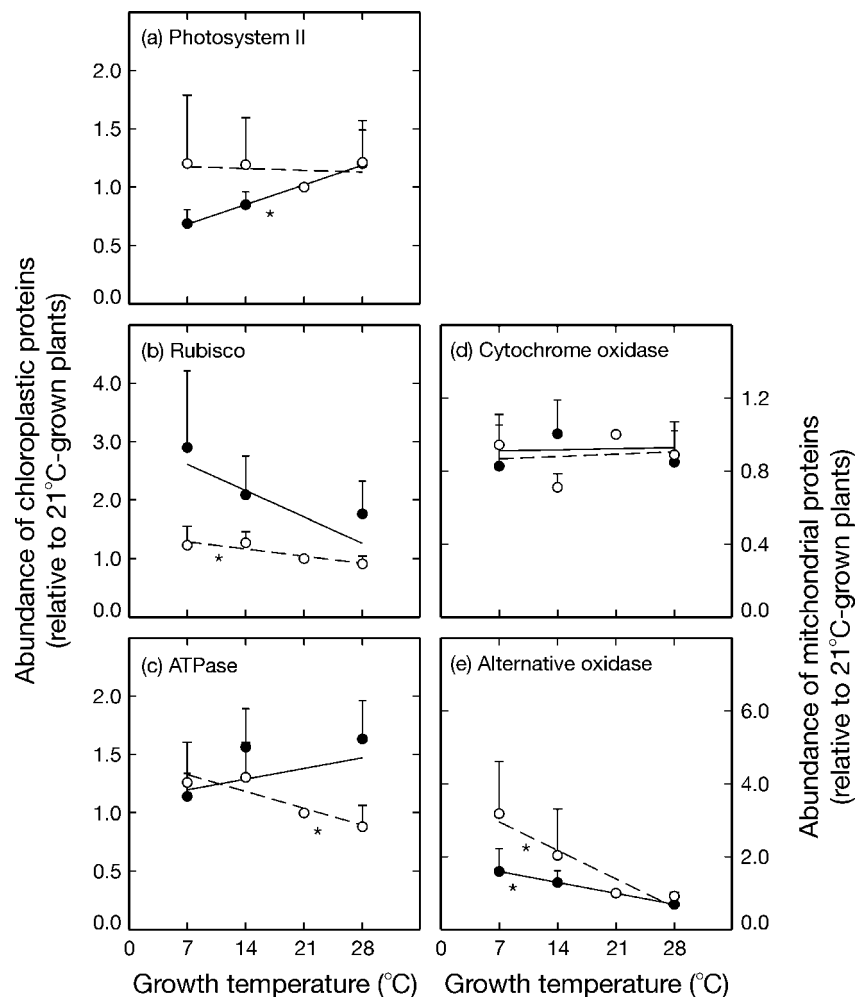 (a) Photosystem II
2.0
1.5
1.0
0.5
0.0
*
Abundance of chloroplastic proteins
(relative to 21°C-grown plants)
(b) Rubisco
4.0
3.0
2.0
1.0
0.0
*
(d) Cytochrome oxidase
1.2
0.8
0.4
0.0
Abundance of mitchondrial proteins
(relative to 21°C-grown plants)
(c) ATPase
2.0
1.5
1.0
0.5
0.0
*
0 7 14 21 28
Growth temperature (°C)
(e) Alternative oxidase
6.0
4.0
2.0
0.0
*
*
0 7 14 21 28
Growth temperature (°C)